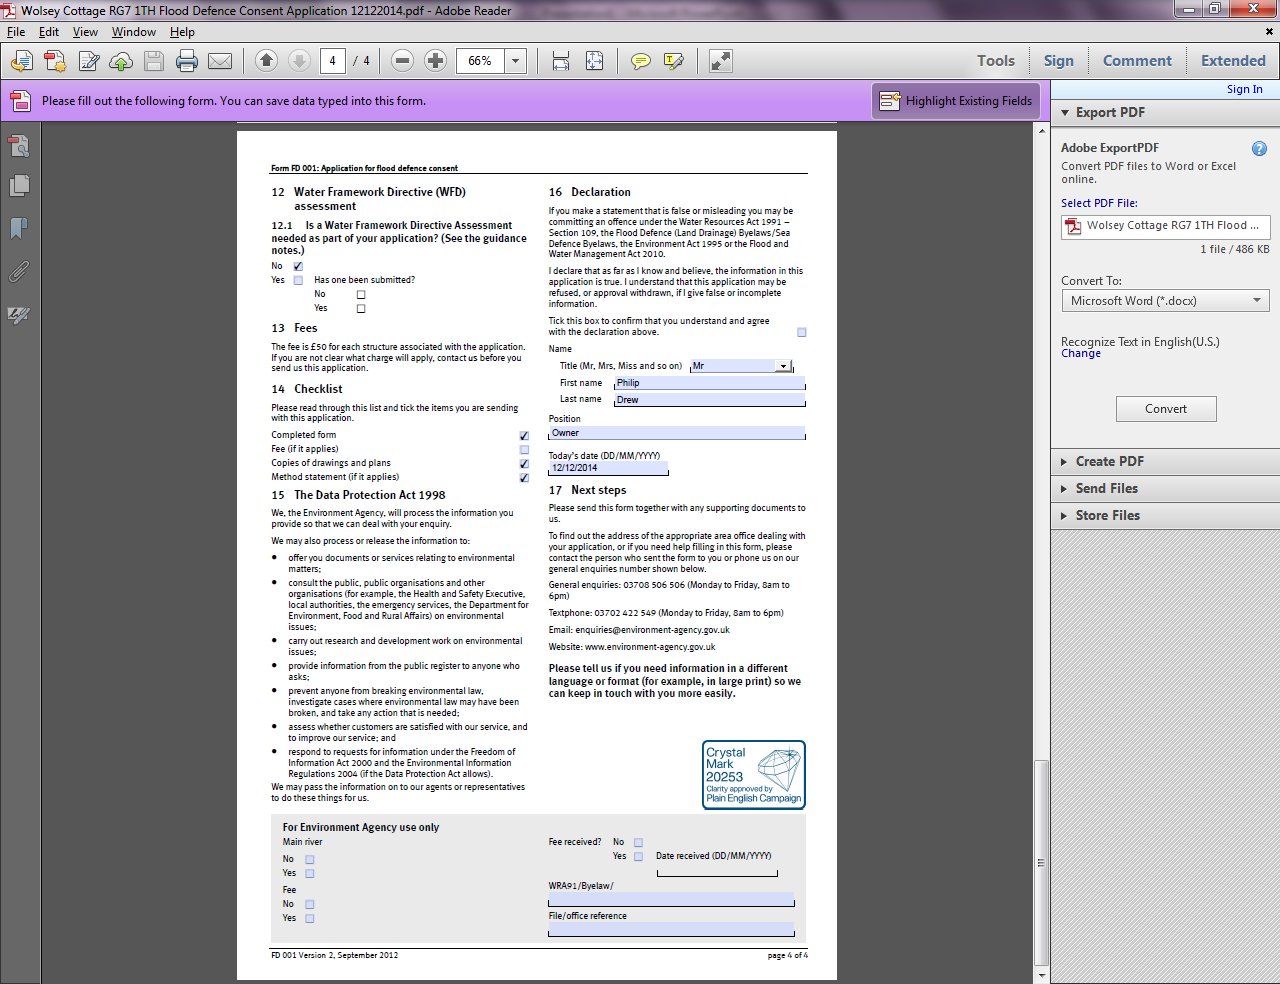 Wolsey Cottage RG7 1TH Flood Defence Consent Application 12122014.pdf - Adobe Reader
File Edit View Window Help
4 / 4 66%
Tools Sign Comment Extended
Please fill out the following form. You can save data typed into this form.
Highlight Existing Fields
Sign In
Export PDF
Adobe ExportPDF
Convert PDF files to Word or Excel
online.
Select PDF File:
Wolsey Cottage RG7 1TH Flood ...
1 file / 486 KB
Convert To:
Microsoft Word (*.docx)
Recognize Text in English(U.S.)
Change
Convert
Create PDF
Send Files
Store Files
Form FD 001: Application for flood defence consent
12 Water Framework Directive (WFD)
assessment
12.1 Is a Water Framework Directive Assessment
needed as part of your application? (See the guidance
notes.)
No
Yes Has one been submitted?
No
Yes
13 Fees
The fee is £50 for each structure associated with the application.
If you are not clear what charge will apply, contact us before you
send us this application.
14 Checklist
Please read through this list and tick the items you are sending
with this application.
Completed form
Fee (if it applies)
Copies of drawings and plans
Method statement (if it applies)
15 The Data Protection Act 1998
We, the Environment Agency, will process the information you
provide so that we can deal with your enquiry.
We may also process or release the information to:
• offer you documents or services relating to environmental
matters;
• consult the public, public organisations and other
organisations (for example, the Health and Safety Executive,
local authorities, the emergency services, the Department for
Environment, Food and Rural Affairs) on environmental
issues;
• carry out research and development work on environmental
issues;
• provide information from the public register to anyone who
asks;
• prevent anyone from breaking environmental law,
investigate cases where environmental law may have been
broken, and take any action that is needed;
• assess whether customers are satisfied with our service, and
to improve our service; and
• respond to requests for information under the Freedom of
Information Act 2000 and the Environmental Information
Regulations 2004 (if the Data Protection Act allows).
We may pass the information on to our agents or representatives
to do these things for us.
16 Declaration
If you make a statement that is false or misleading you may be
committing an offence under the Water Resources Act 1991 –
Section 109, the Flood Defence (Land Drainage) Byelaws/Sea
Defence Byelaws, the Environment Act 1995 or the Flood and
Water Management Act 2010.
I declare that as far as I know and believe, the information in this
application is true. I understand that this application may be
refused, or approval withdrawn, if I give false or incomplete
information.
Tick this box to confirm that you understand and agree
with the declaration above.
Name
Title (Mr, Mrs, Miss and so on) Mr
First name Philip
Last name Drew
Position
Owner
Today's date (DD/MM/YYYY)
12/12/2014
17 Next steps
Please send this form together with any supporting documents to
us.
To find out the address of the appropriate area office dealing with
your application, or if you need help filling in this form, please
contact the person who sent the form to you or phone us on our
general enquiries number shown below.
General enquiries: 03708 506 506 (Monday to Friday, 8am to
6pm)
Textphone: 03702 422 549 (Monday to Friday, 8am to 6pm)
Email: enquiries@environment-agency.gov.uk
Website: www.environment-agency.gov.uk
Please tell us if you need information in a different
language or format (for example, in large print) so we
can keep in touch with you more easily.
Crystal
Mark
20253
Clarity approved by
Plain English Campaign
For Environment Agency use only
Main river
No
Yes
Fee
No
Yes
Fee received? No
Yes Date received (DD/MM/YYYY)
WRA91/Byelaw/
File/office reference
FD 001 Version 2, September 2012
page 4 of 4